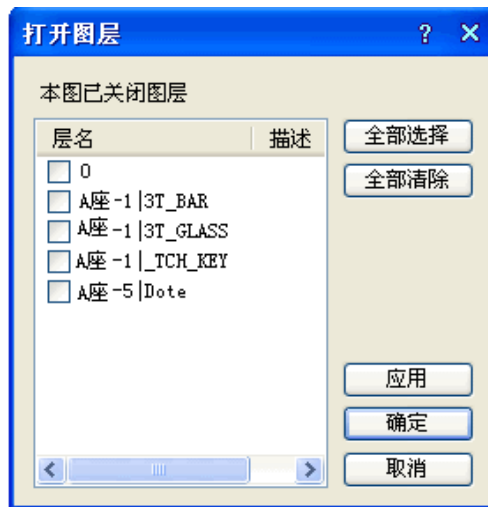 打开图层
本图已关闭图层
层名 描述
0
A座-1|3T_BAR
A座-1|3T_GLASS
A座-1|_TCH_KEY
A座-5|Dote
全部选择
全部清除
应用
确定
取消